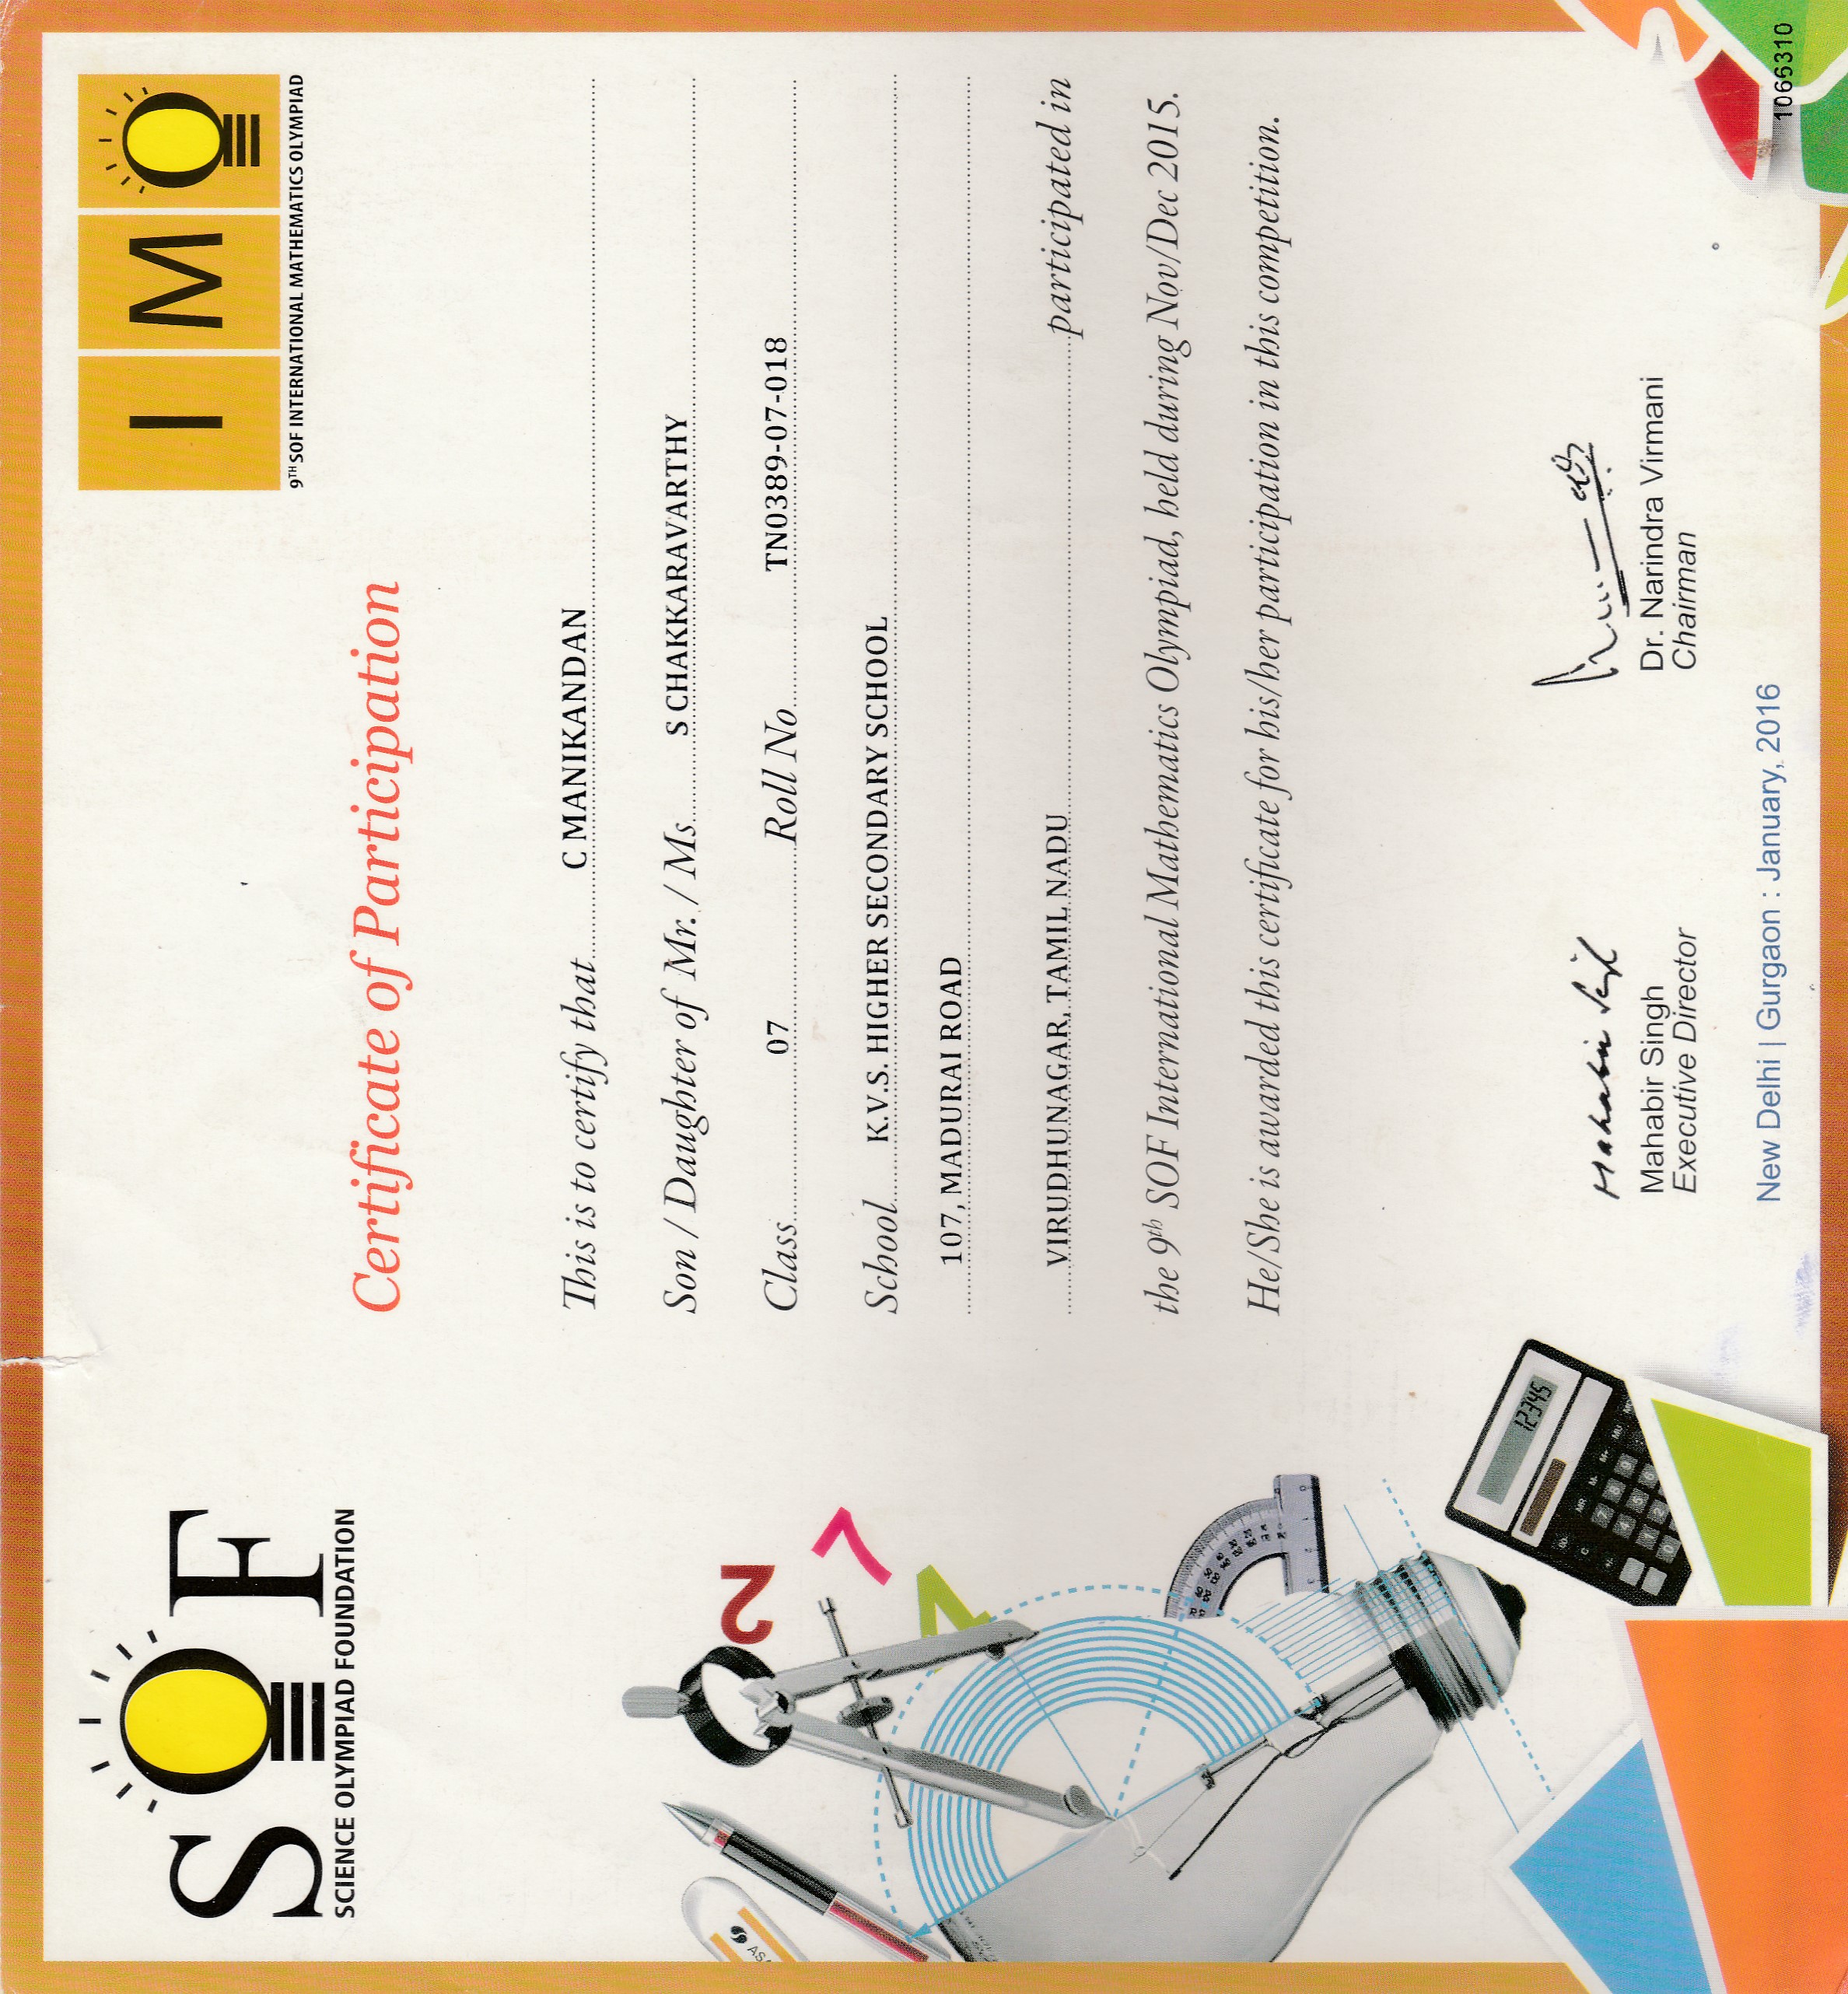 SOF
SCIENCE OLYMPIAD FOUNDATION
IMO
9TH SOF INTERNATIONAL MATHEMATICS OLYMPIAD
Certificate of Participation
This is to certify that C MANIKANDAN
Son / Daughter of Mr. / Ms S CHAKKARAVARTHY
Class 07 Roll No TN0389-07-018
School K.V.S. HIGHER SECONDARY SCHOOL
107, MADURAI ROAD
VIRUDHUNAGAR, TAMIL NADU participated in
the 9th SOF International Mathematics Olympiad, held during Nov/Dec 2015.
He/She is awarded this certificate for his/her participation in this competition.
Mahabir Singh
Mahabir Singh
Executive Director
Dr. Narindra Virmani
Chairman
New Delhi | Gurgaon : January, 2016
1066310
2
7
4
12345